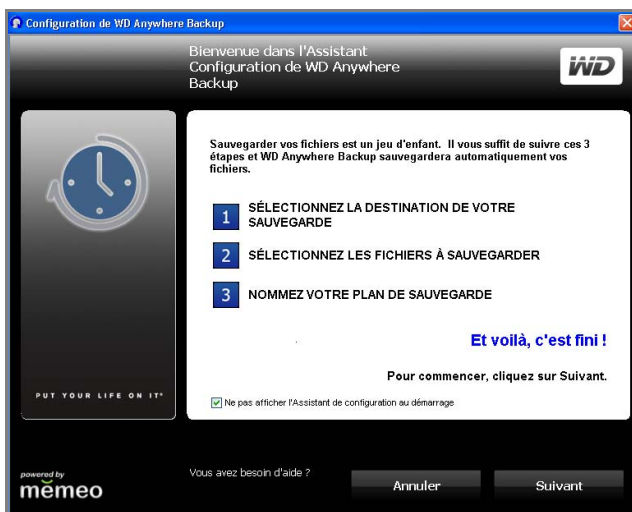 Configuration de WD Anywhere Backup
Bienvenue dans l'Assistant
Configuration de WD Anywhere
Backup
WD
Sauvegarder vos fichiers est un jeu d'enfant. Il vous suffit de suivre ces 3
étapes et WD Anywhere Backup sauvegardera automatiquement vos
fichiers.
1 SÉLECTIONNEZ LA DESTINATION DE VOTRE
SAUVEGARDE
2 SÉLECTIONNEZ LES FICHIERS À SAUVEGARDER
3 NOMMEZ VOTRE PLAN DE SAUVEGARDE
Et voilà, c'est fini !
Pour commencer, cliquez sur Suivant.
PUT YOUR LIFE ON IT
Ne pas afficher l'Assistant de configuration au démarrage
powered by
memeo
Vous avez besoin d'aide ?
Annuler
Suivant